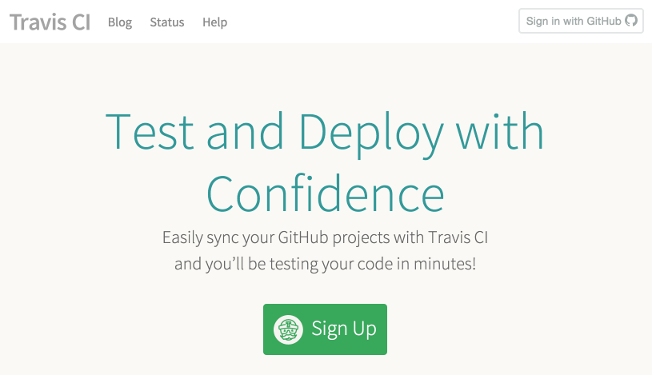 Travis CI Blog Status Help Sign in with GitHub
Test and Deploy with
Confidence
Easily sync your GitHub projects with Travis CI
and you’ll be testing your code in minutes!
Sign Up